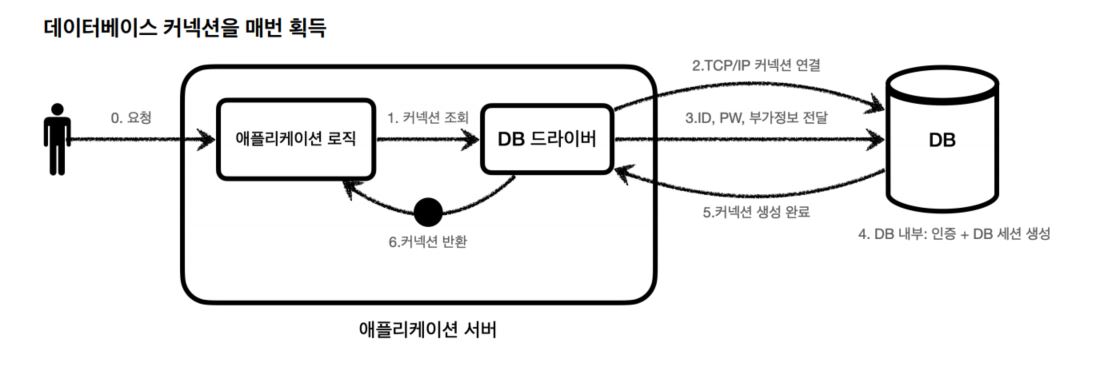 데이터베이스 커넥션을 매번 획득
0. 요청
애플리케이션 로직
1. 커넥션 조회
DB 드라이버
2.TCP/IP 커넥션 연결
3.ID, PW, 부가정보 전달
DB
5.커넥션 생성 완료
4. DB 내부: 인증 + DB 세션 생성
6.커넥션 반환
애플리케이션 서버